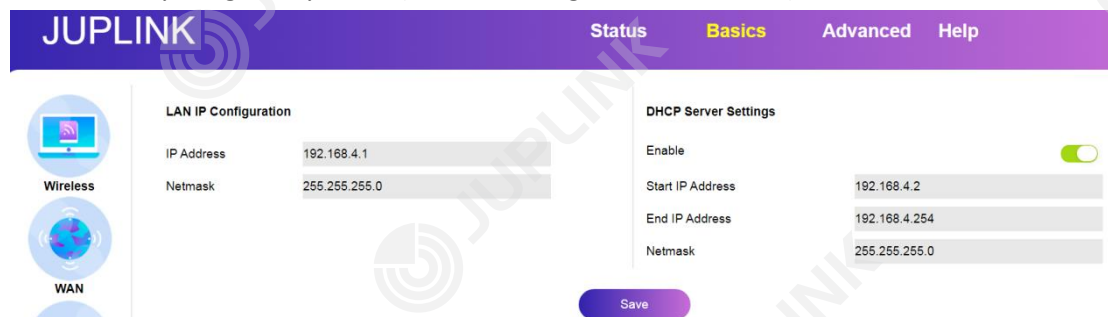 JUPLINK
Status Basics Advanced Help
LAN IP Configuration
IP Address 192.168.4.1
Netmask 255.255.255.0
DHCP Server Settings
Enable
Start IP Address 192.168.4.2
End IP Address 192.168.4.254
Netmask 255.255.255.0
Wireless
WAN
Save
JUPLINK
JUPLINK